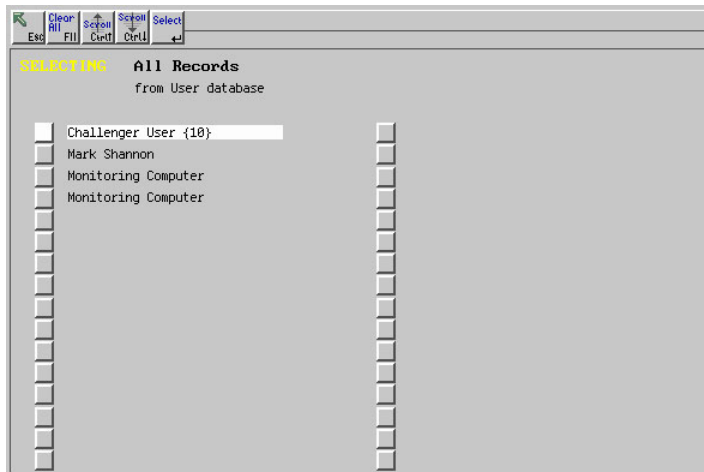 Esc
Clear
All
F11
Scroll
Ctrl↑
Scroll
Ctrl↓
Select
SELECTING All Records
from User database
Challenger User {10}
Mark Shannon
Monitoring Computer
Monitoring Computer